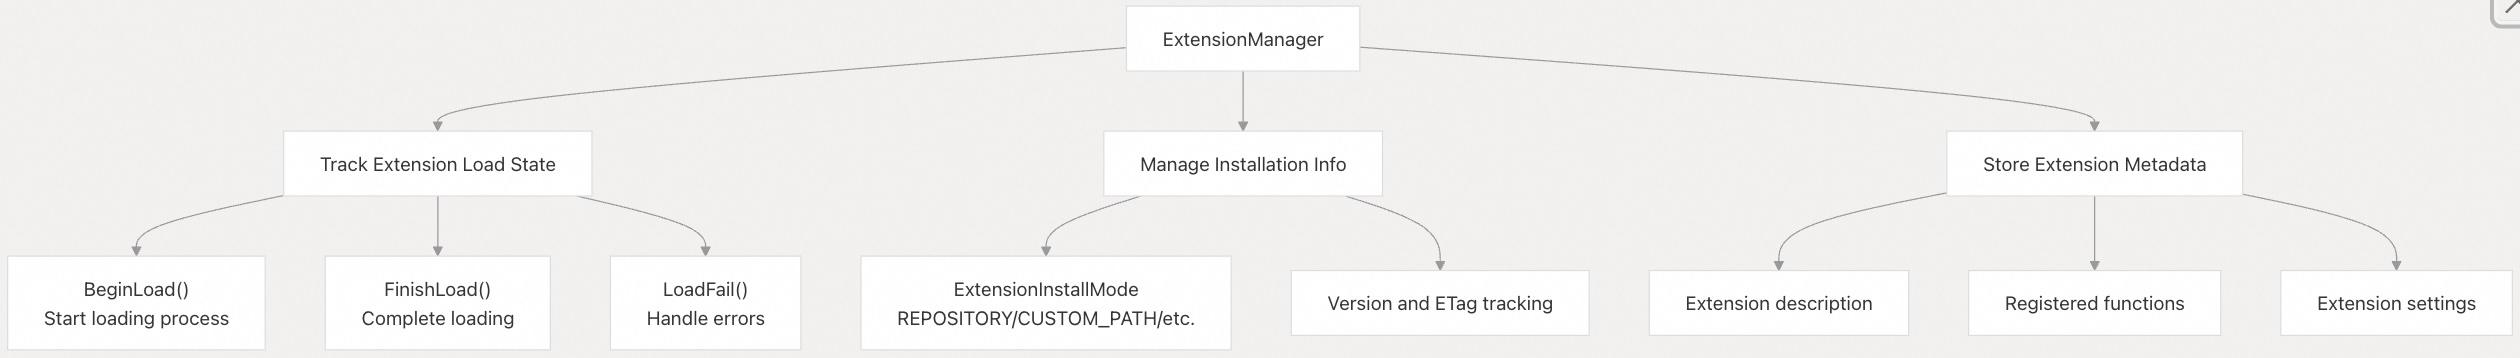 ExtensionManager
Track Extension Load State
Manage Installation Info
Store Extension Metadata
BeginLoad()
Start loading process
FinishLoad()
Complete loading
LoadFail()
Handle errors
ExtensionInstallMode
REPOSITORY/CUSTOM_PATH/etc.
Version and ETag tracking
Extension description
Registered functions
Extension settings